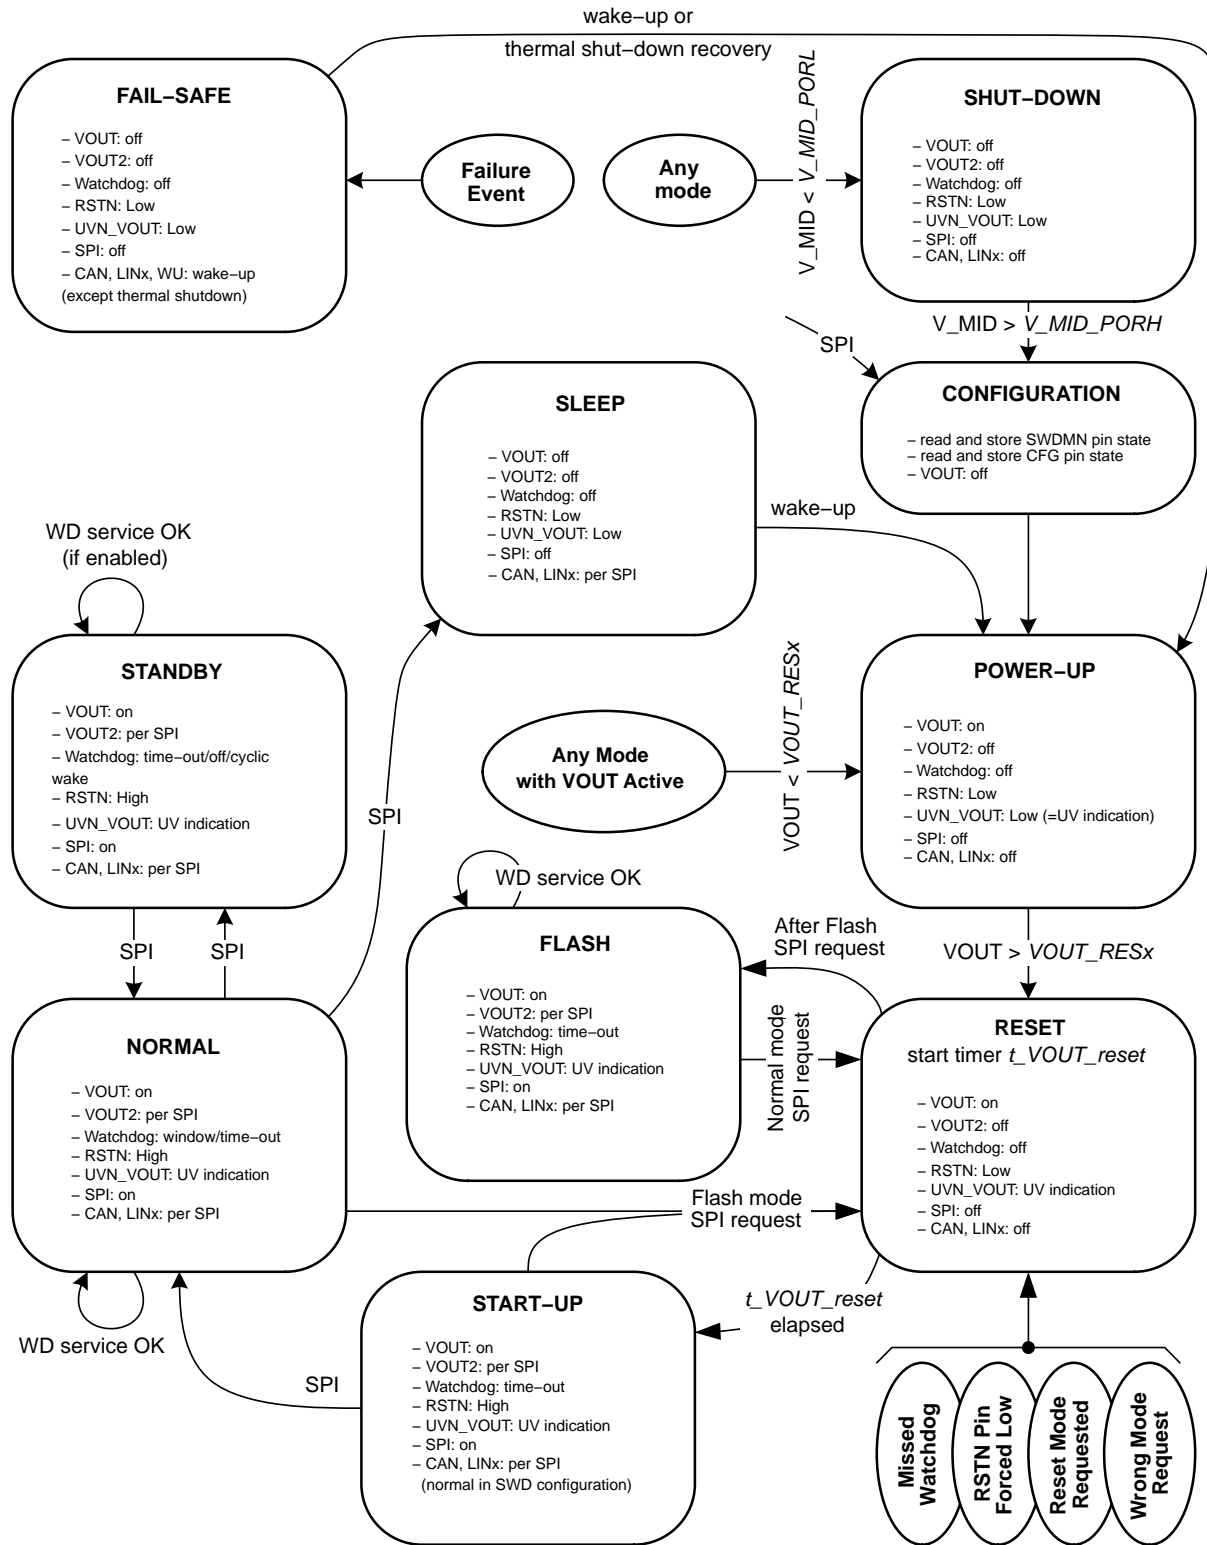 wake−up or
thermal shut−down recovery
FAIL−SAFE
− VOUT: off
− VOUT2: off
− Watchdog: off
− RSTN: Low
− UVN_VOUT: Low
− SPI: off
− CAN, LINx, WU: wake−up
(except thermal shutdown)
Failure
Event
Any
mode
V_MID < V_MID_PORL
SHUT−DOWN
− VOUT: off
− VOUT2: off
− Watchdog: off
− RSTN: Low
− UVN_VOUT: Low
− SPI: off
− CAN, LINx: off
V_MID > V_MID_PORH
SPI
CONFIGURATION
− read and store SWDMN pin state
− read and store CFG pin state
− VOUT: off
SLEEP
− VOUT: off
− VOUT2: off
− Watchdog: off
− RSTN: Low
− UVN_VOUT: Low
− SPI: off
− CAN, LINx: per SPI
wake−up
WD service OK
(if enabled)
STANDBY
− VOUT: on
− VOUT2: per SPI
− Watchdog: time−out/off/cyclic
wake
− RSTN: High
− UVN_VOUT: UV indication
− SPI: on
− CAN, LINx: per SPI
SPI
Any Mode
with VOUT Active
VOUT < VOUT_RESx
POWER−UP
− VOUT: on
− VOUT2: off
− Watchdog: off
− RSTN: Low
− UVN_VOUT: Low (=UV indication)
− SPI: off
− CAN, LINx: off
SPI
SPI
WD service OK
FLASH
− VOUT: on
− VOUT2: per SPI
− Watchdog: time−out
− RSTN: High
− UVN_VOUT: UV indication
− SPI: on
− CAN, LINx: per SPI
After Flash
SPI request
Normal mode
SPI request
VOUT > VOUT_RESx
NORMAL
− VOUT: on
− VOUT2: per SPI
− Watchdog: window/time−out
− RSTN: High
− UVN_VOUT: UV indication
− SPI: on
− CAN, LINx: per SPI
RESET
start timer t_VOUT_reset
− VOUT: on
− VOUT2: off
− Watchdog: off
− RSTN: Low
− UVN_VOUT: UV indication
− SPI: off
− CAN, LINx: off
Flash mode
SPI request
WD service OK
SPI
START−UP
− VOUT: on
− VOUT2: per SPI
− Watchdog: time−out
− RSTN: High
− UVN_VOUT: UV indication
− SPI: on
− CAN, LINx: per SPI
(normal in SWD configuration)
t_VOUT_reset
elapsed
Missed
Watchdog
RSTN Pin
Forced Low
Reset Mode
Requested
Wrong Mode
Request